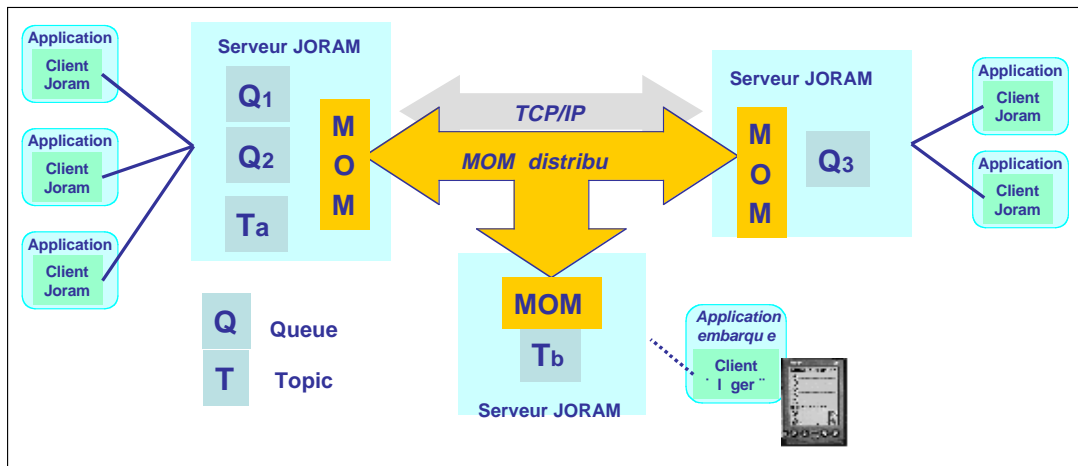 Application
Client
Joram
Application
Client
Joram
Application
Client
Joram
Serveur JORAM
Q1
Q2
Ta
M
O
M
TCP/IP
MOM distribu
Serveur JORAM
M
O
M
Q3
Application
Client
Joram
Application
Client
Joram
MOM
Tb
Serveur JORAM
Application
embarqu e
Client
l ger
Q
Queue
T
Topic